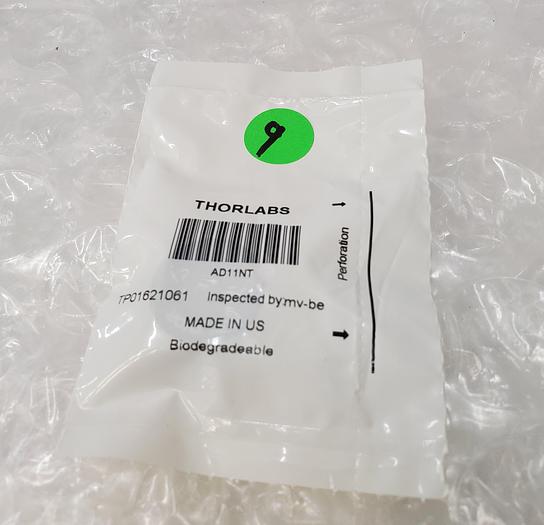 9
THORLABS
AD11NT
TP01621061 Inspected by:mv-be
MADE IN US
Biodegradeable
Perforation